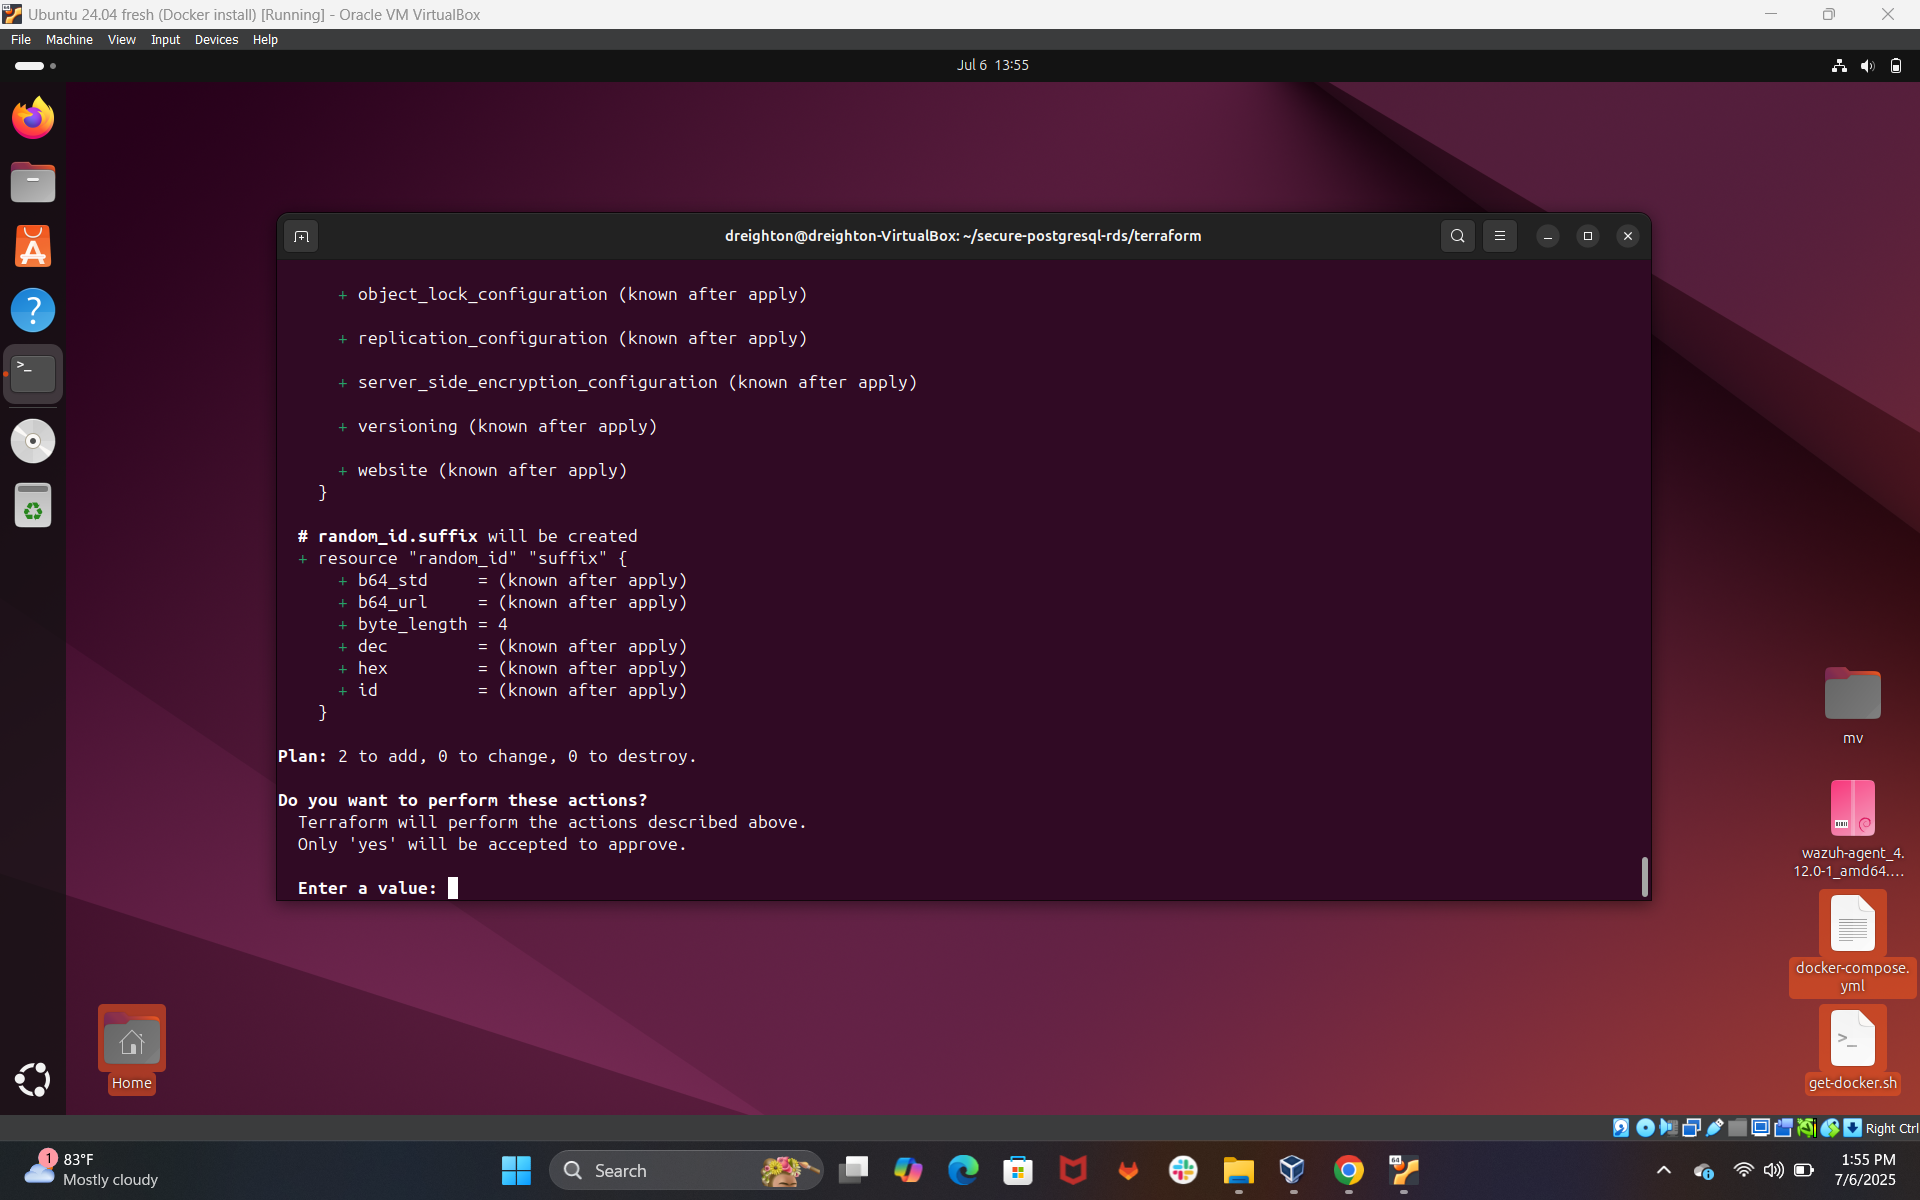 Ubuntu 24.04 fresh (Docker install) [Running] - Oracle VM VirtualBox
File Machine View Input Devices Help
Jul 6 13:55
dreighton@dreighton-VirtualBox: ~/secure-postgresql-rds/terraform
+ object_lock_configuration (known after apply)
+ replication_configuration (known after apply)
+ server_side_encryption_configuration (known after apply)
+ versioning (known after apply)
+ website (known after apply)
}
# random_id.suffix will be created
+ resource "random_id" "suffix" {
+ b64_std     = (known after apply)
+ b64_url     = (known after apply)
+ byte_length = 4
+ dec         = (known after apply)
+ hex         = (known after apply)
+ id          = (known after apply)
}
Plan: 2 to add, 0 to change, 0 to destroy.
Do you want to perform these actions?
Terraform will perform the actions described above.
Only 'yes' will be accepted to approve.
Enter a value:
mv
wazuh-agent_4.
12.0-1_amd64....
docker-compose.
yml
get-docker.sh
Home
Right Ctrl
1
83°F
Mostly cloudy
Search
64
1:55 PM
7/6/2025